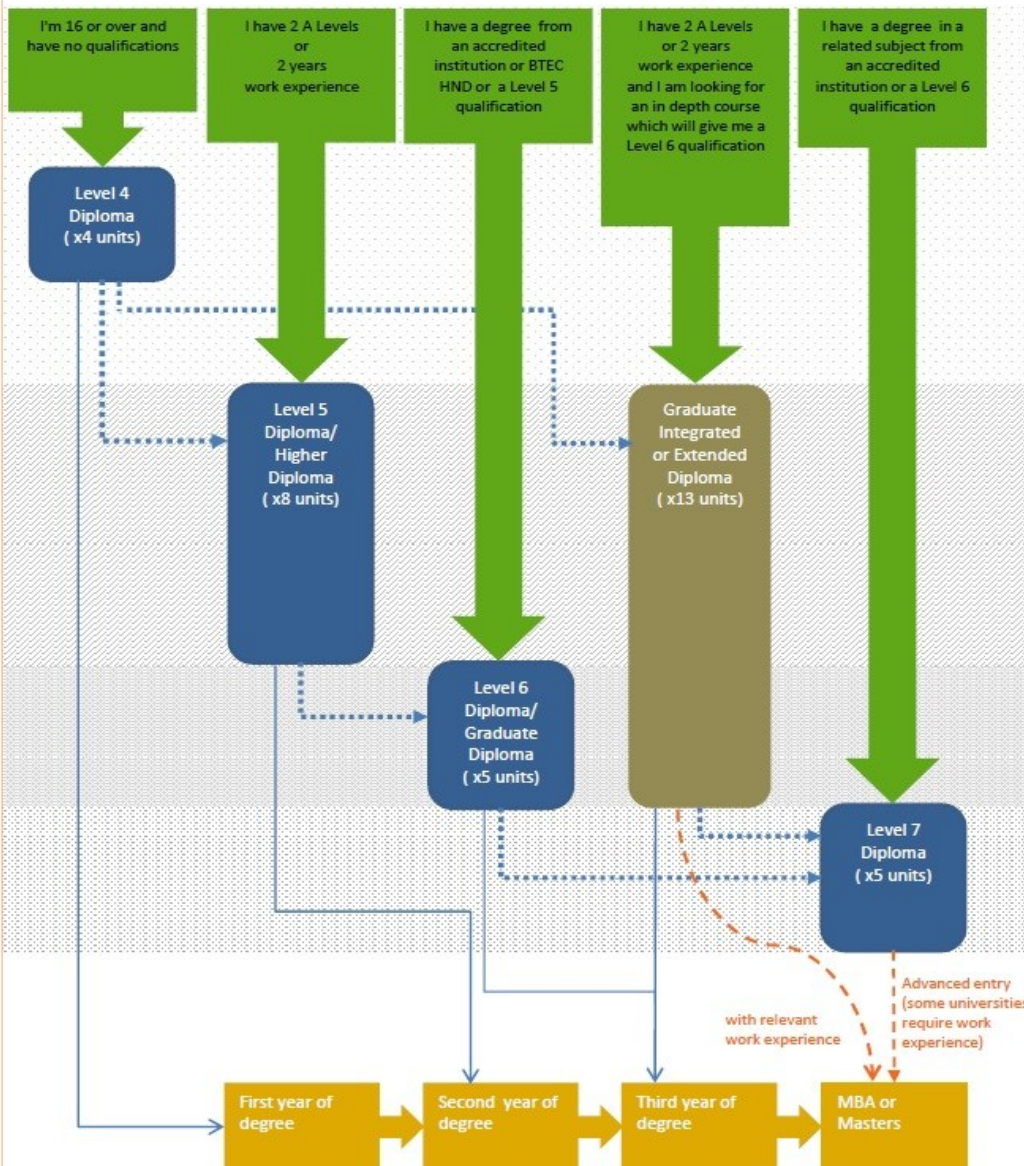 I'm 16 or over and
have no qualifications
I have 2 A Levels
or
2 years
work experience
I have a degree from
an accredited
institution or BTEC
HND or a Level 5
qualification
I have 2 A Levels
or 2 years
work experience
and I am looking for
an in depth course
which will give me a
Level 6 qualification
I have a degree in a
related subject from
an accredited
institution or a Level 6
qualification
Level 4
Diploma
( x4 units)
Level 5
Diploma/
Higher
Diploma
( x8 units)
Graduate
Integrated
or Extended
Diploma
( x13 units)
Level 6
Diploma/
Graduate
Diploma
( x5 units)
Level 7
Diploma
( x5 units)
with relevant
work experience
Advanced entry
(some universities
require work
experience)
First year of
degree
Second year of
degree
Third year of
degree
MBA or
Masters